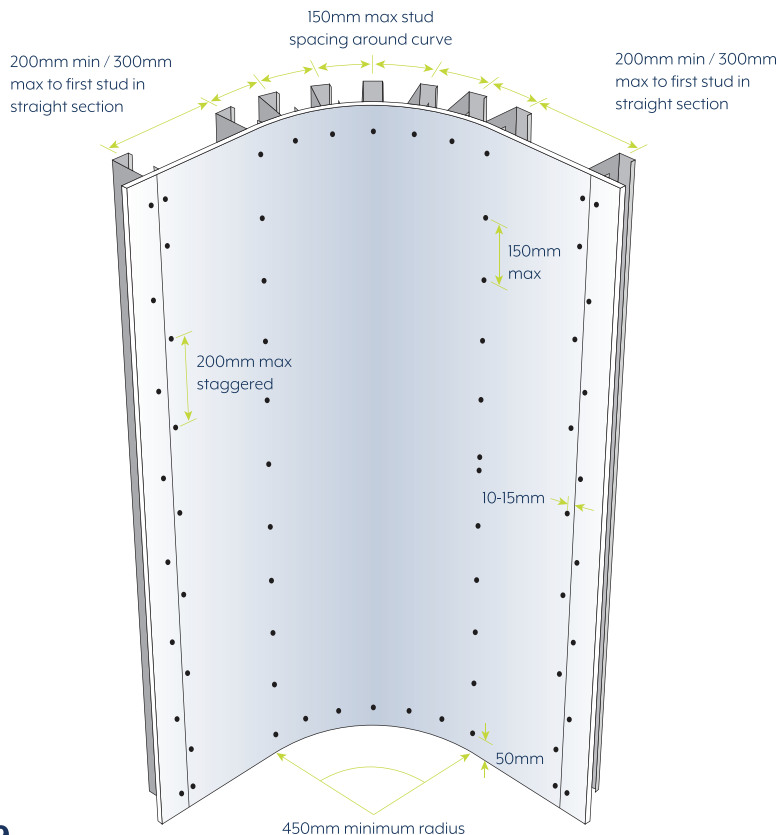 150mm max stud
spacing around curve
200mm min / 300mm
max to first stud in
straight section
200mm min / 300mm
max to first stud in
straight section
150mm
max
200mm max
staggered
10-15mm
50mm
450mm minimum radius